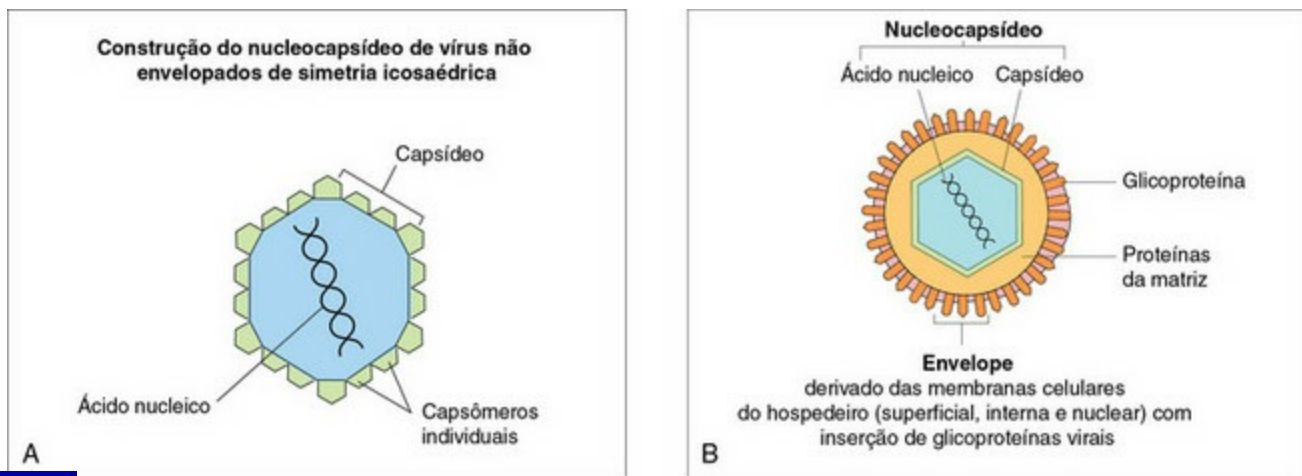 Construção do nucleocapsídeo de vírus não
envelopados de simetria icosaédrica
Capsídeo
Ácido nucleico
Capsômeros
individuais
A
Nucleocapsídeo
Ácido nucleico
Capsídeo
Glicoproteína
Proteínas
da matriz
Envelope
derivado das membranas celulares
do hospedeiro (superficial, interna e nuclear) com
inserção de glicoproteínas virais
B